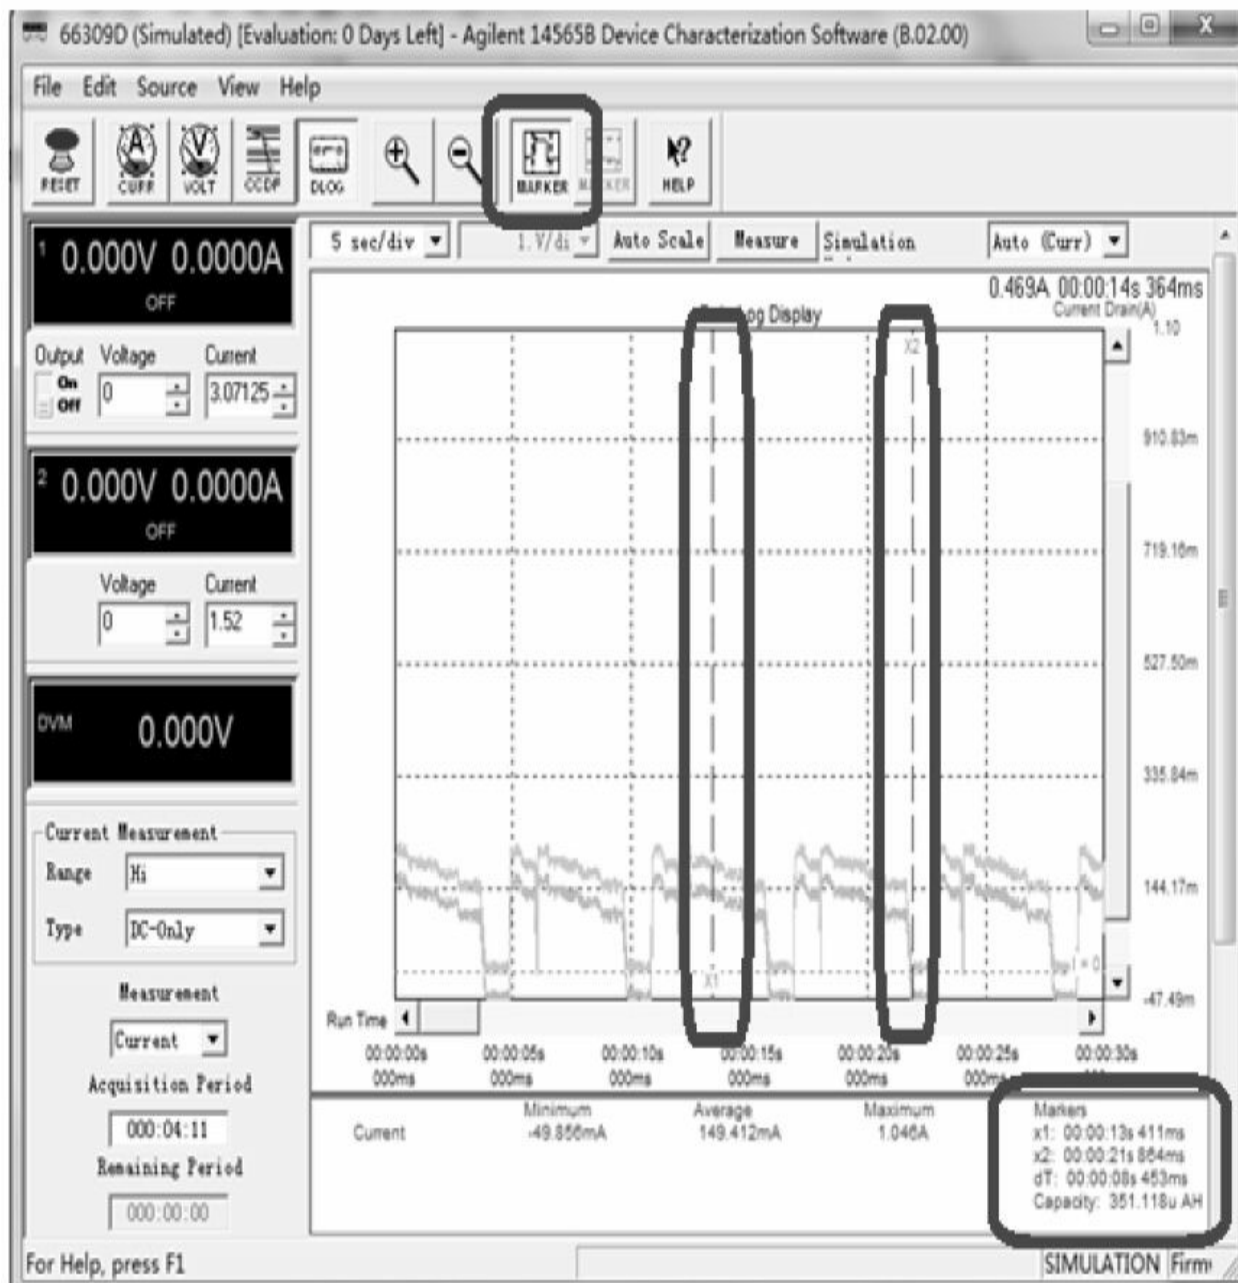 66309D (Simulated) [Evaluation: 0 Days Left] - Agilent 14565B Device Characterization Software (B.02.00)
File Edit Source View Help
RESET CURR VOLT CCDF DLOG MARKER MARKER HELP
5 sec/div 1. V/di Auto Scale Measure Simulation Auto (Curr)
1 0.000V 0.0000A
OFF
0.469A 00:00:14s 364ms
Log Display Current Drain(A)
1.10
Output Voltage Current
On
Off
0 3.07125
910.83m
2 0.000V 0.0000A
OFF
719.16m
Voltage Current
0 1.52
527.50m
DVM 0.000V
335.84m
Current Measurement
Range Hi
144.17m
Type DC-Only
X1 X2
I = 0
-47.49m
Measurement
Current
Run Time
00:00:00s 00:00:05s 00:00:10s 00:00:15s 00:00:20s 00:00:25s 00:00:30s
000ms 000ms 000ms 000ms 000ms 000ms
Acquisition Period
000:04:11
Remaining Period
000:00:00
Minimum Average Maximum
Current -49.856mA 149.412mA 1.046A
Markers
x1: 00:00:13s 411ms
x2: 00:00:21s 864ms
dT: 00:00:08s 453ms
Capacity: 351.118u AH
For Help, press F1
SIMULATION Firm